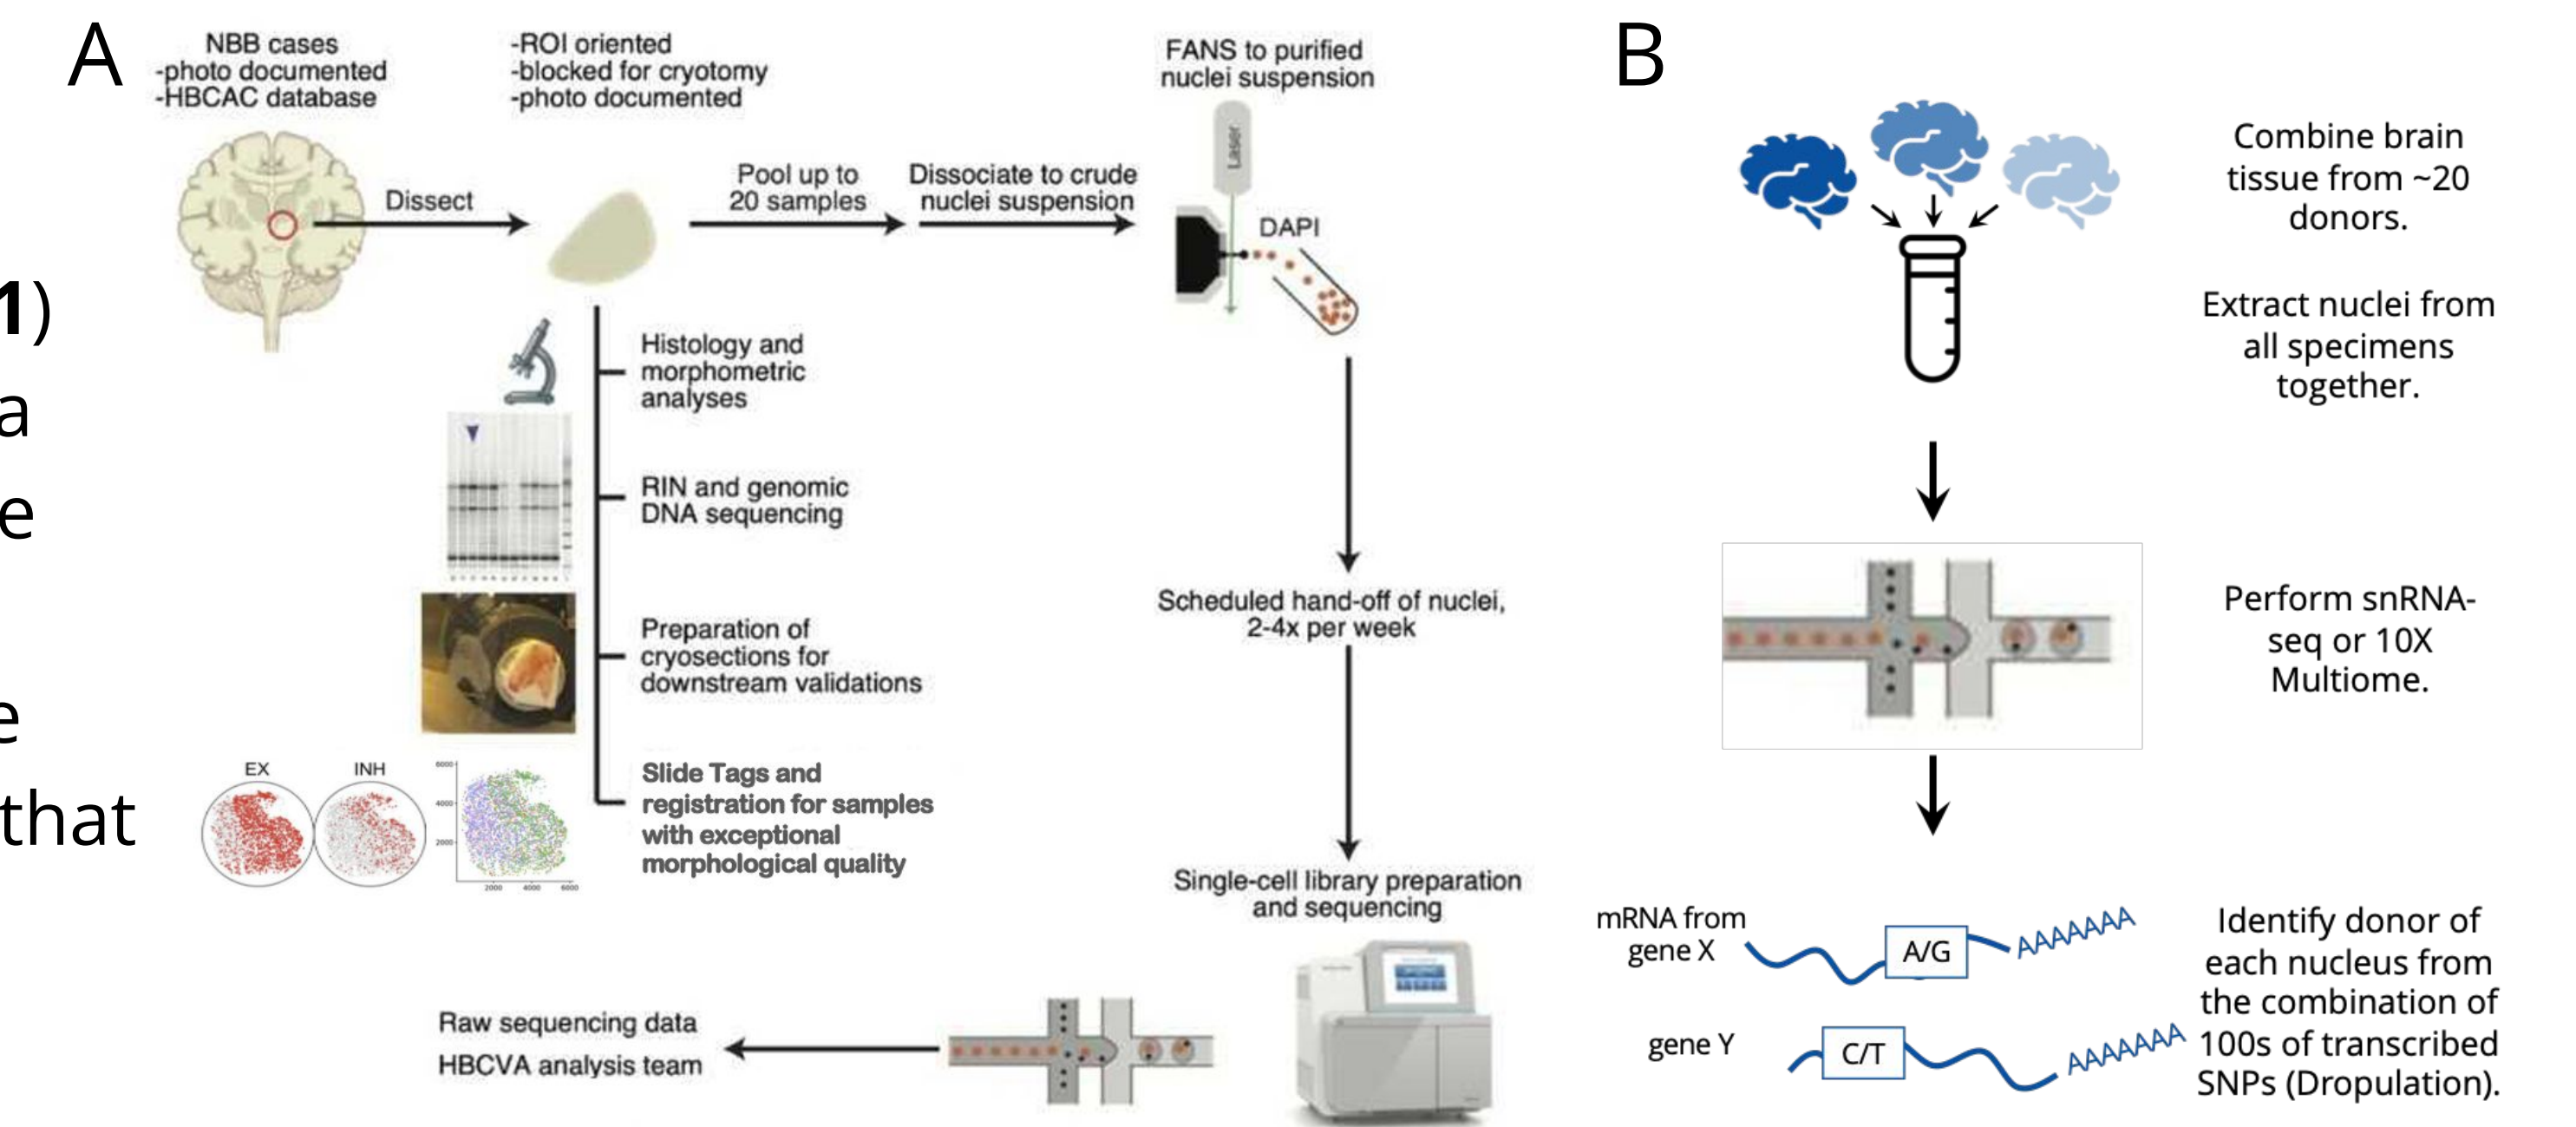 A
NBB cases
-photo documented
-HBCAC database
-ROI oriented
-blocked for cryotomy
-photo documented
Dissect
Pool up to
20 samples
Dissociate to crude
nuclei suspension
FANS to purified
nuclei suspension
Laser
DAPI
Histology and
morphometric
analyses
RIN and genomic
DNA sequencing
Preparation of
cryosections for
downstream validations
EX
INH
6000
4000
2000
2000
4000
6000
Slide Tags and
registration for samples
with exceptional
morphological quality
Scheduled hand-off of nuclei,
2-4x per week
Single-cell library preparation
and sequencing
Raw sequencing data
HBCVA analysis team
1)
a
e
e
that
B
Combine brain
tissue from ~20
donors.
Extract nuclei from
all specimens
together.
Perform snRNA-
seq or 10X
Multiome.
mRNA from
gene X
A/G
AAAAAAA
gene Y
C/T
AAAAAAA
Identify donor of
each nucleus from
the combination of
100s of transcribed
SNPs (Dropulation).